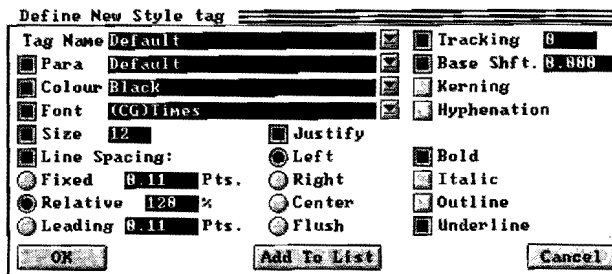 Define New Style tag
Tag Name Default
Tracking 0
Para Default
Base Shft. 0.000
Colour Black
Kerning
Font (CG)Times
Hyphenation
Size 12
Justify
Line Spacing:
Left
Bold
Fixed 0.11 Pts.
Right
Italic
Relative 120 %
Center
Outline
Leading 0.11 Pts.
Flush
Underline
OK
Add To List
Cancel